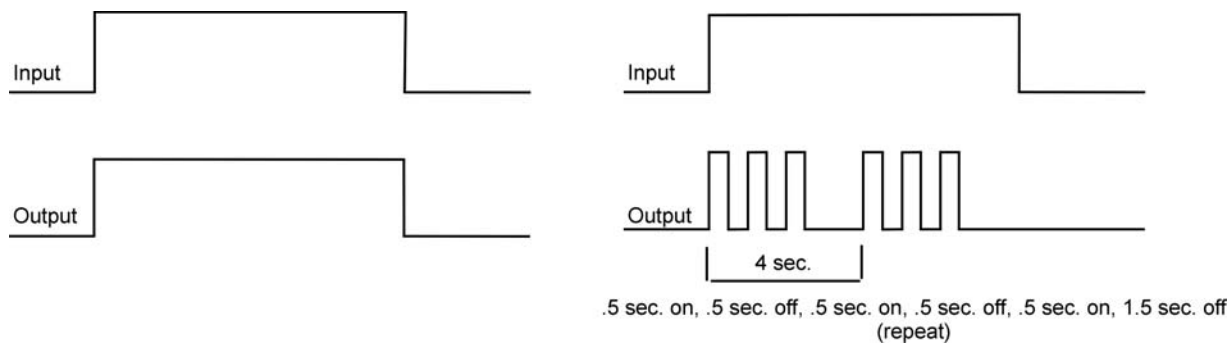 Input
Output
Input
Output
4 sec.
.5 sec. on, .5 sec. off, .5 sec. on, .5 sec. off, .5 sec. on, 1.5 sec. off
(repeat)